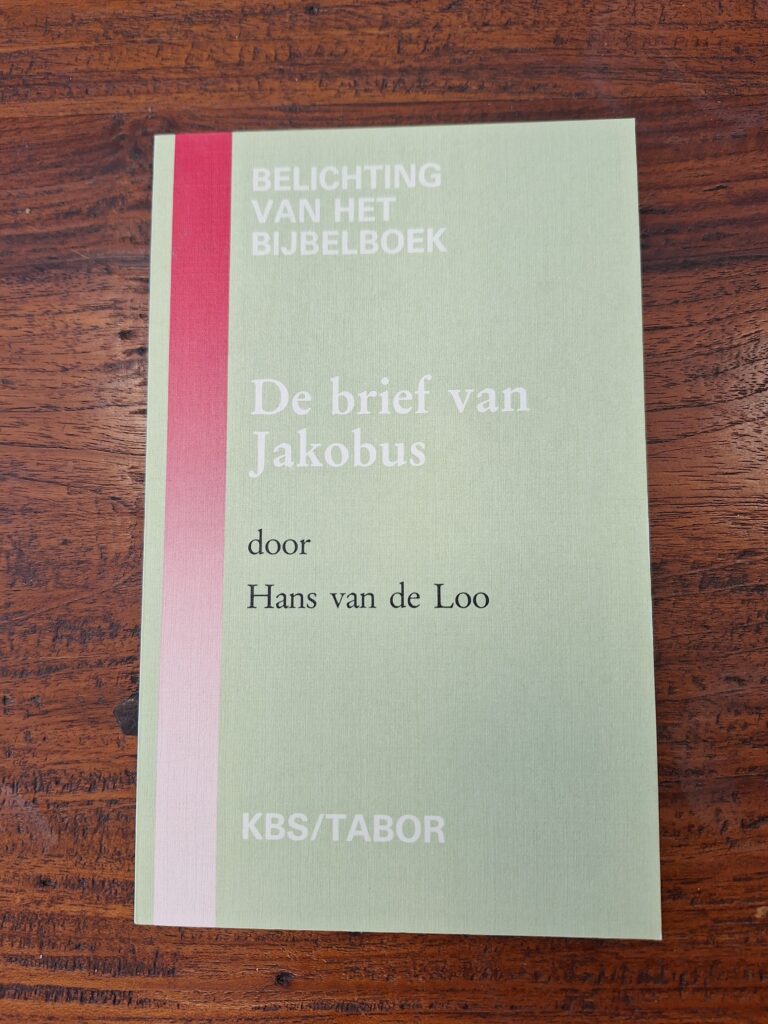 BELICHTING
VAN HET
BIJBELBOEK
De brief van
Jakobus
door
Hans van de Loo
KBS/TABOR